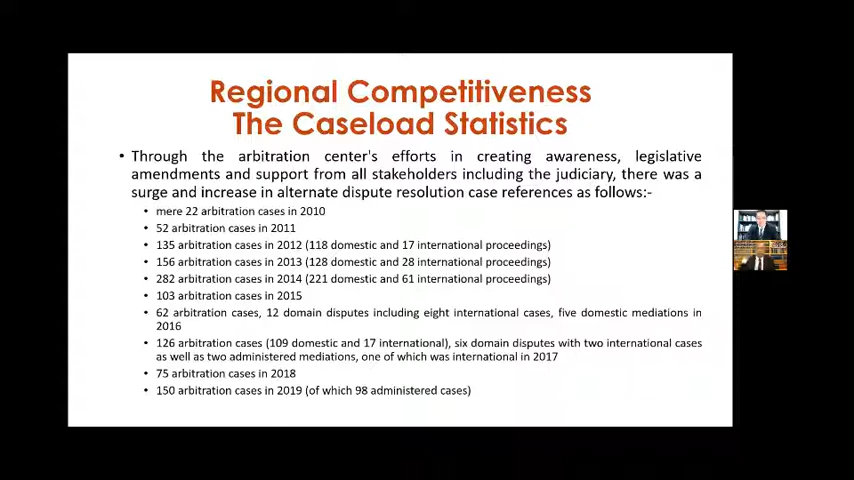 Regional Competitiveness
The Caseload Statistics
• Through the arbitration center's efforts in creating awareness, legislative
amendments and support from all stakeholders including the judiciary, there was a
surge and increase in alternate dispute resolution case references as follows:-
• mere 22 arbitration cases in 2010
• 52 arbitration cases in 2011
• 135 arbitration cases in 2012 (118 domestic and 17 international proceedings)
• 156 arbitration cases in 2013 (128 domestic and 28 international proceedings)
• 282 arbitration cases in 2014 (221 domestic and 61 international proceedings)
• 103 arbitration cases in 2015
• 62 arbitration cases, 12 domain disputes including eight international cases, five domestic mediations in
2016
• 126 arbitration cases (109 domestic and 17 international), six domain disputes with two international cases
as well as two administered mediations, one of which was international in 2017
• 75 arbitration cases in 2018
• 150 arbitration cases in 2019 (of which 98 administered cases)